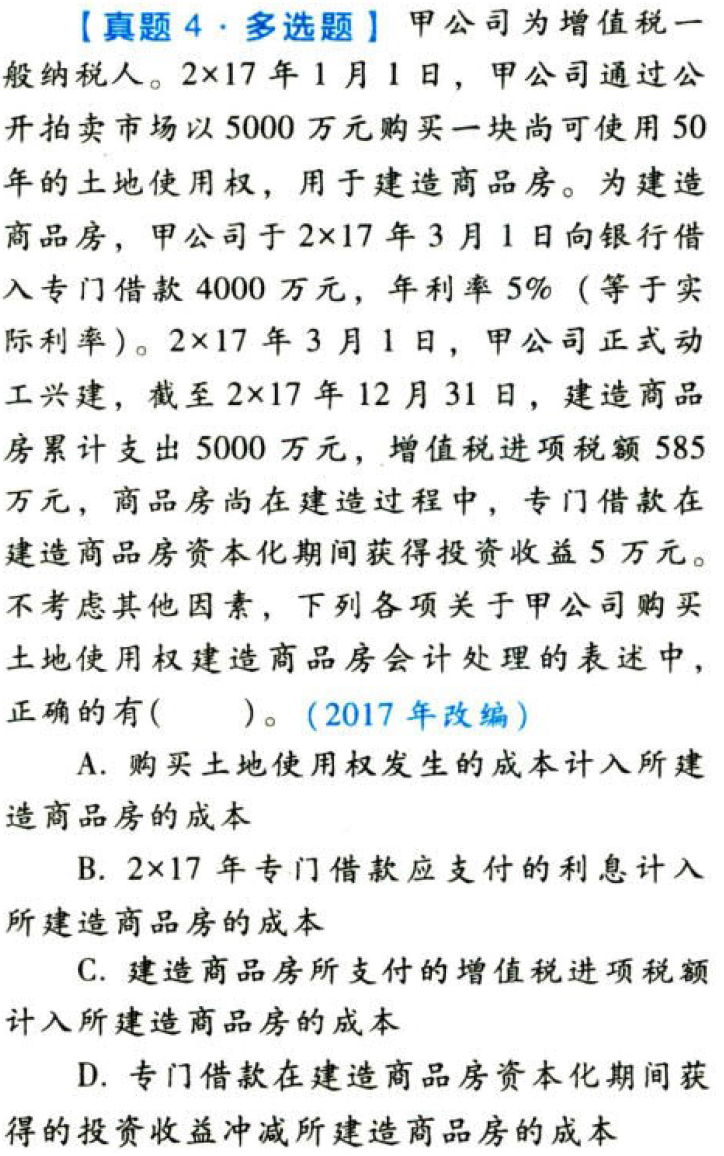 【真题 4 · 多选题】 甲公司为增值税一
般纳税人。2×17 年 1 月 1 日，甲公司通过公
开拍卖市场以 5000 万元购买一块尚可使用 50
年的土地使用权，用于建造商品房。为建造
商品房，甲公司于 2×17 年 3 月 1 日向银行借
入专门借款 4000 万元，年利率 5%（等于实
际利率）。2×17 年 3 月 1 日，甲公司正式动
工兴建，截至 2×17 年 12 月 31 日，建造商品
房累计支出 5000 万元，增值税进项税额 585
万元，商品房尚在建造过程中，专门借款在
建造商品房资本化期间获得投资收益 5 万元。
不考虑其他因素，下列各项关于甲公司购买
土地使用权建造商品房会计处理的表述中，
正确的有(　　)。（2017 年改编）
A. 购买土地使用权发生的成本计入所建
造商品房的成本
B. 2×17 年专门借款应支付的利息计入
所建造商品房的成本
C. 建造商品房所支付的增值税进项税额
计入所建造商品房的成本
D. 专门借款在建造商品房资本化期间获
得的投资收益冲减所建造商品房的成本